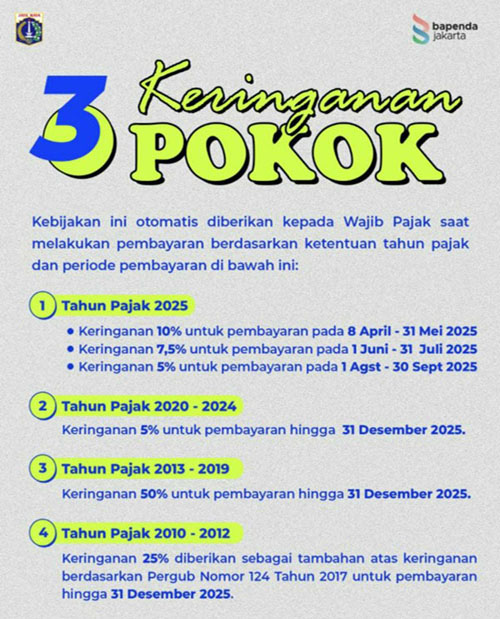 JAYA RAYA
bapenda
jakarta
3 Keringanan
POKOK
Kebijakan ini otomatis diberikan kepada Wajib Pajak saat
melakukan pembayaran berdasarkan ketentuan tahun pajak
dan periode pembayaran di bawah ini:
1 Tahun Pajak 2025
• Keringanan 10% untuk pembayaran pada 8 April - 31 Mei 2025
• Keringanan 7,5% untuk pembayaran pada 1 Juni - 31 Juli 2025
• Keringanan 5% untuk pembayaran pada 1 Agst - 30 Sept 2025
2 Tahun Pajak 2020 - 2024
Keringanan 5% untuk pembayaran hingga 31 Desember 2025.
3 Tahun Pajak 2013 - 2019
Keringanan 50% untuk pembayaran hingga 31 Desember 2025.
4 Tahun Pajak 2010 - 2012
Keringanan 25% diberikan sebagai tambahan atas keringanan
berdasarkan Pergub Nomor 124 Tahun 2017 untuk pembayaran
hingga 31 Desember 2025.